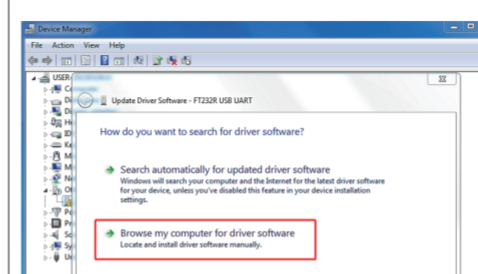 Device Manager
File Action View Help
USER-
Update Driver Software - FT232R USB UART
How do you want to search for driver software?
Search automatically for updated driver software
Windows will search your computer and the Internet for the latest driver software
for your device, unless you've disabled this feature in your device installation
settings.
Browse my computer for driver software
Locate and install driver software manually.